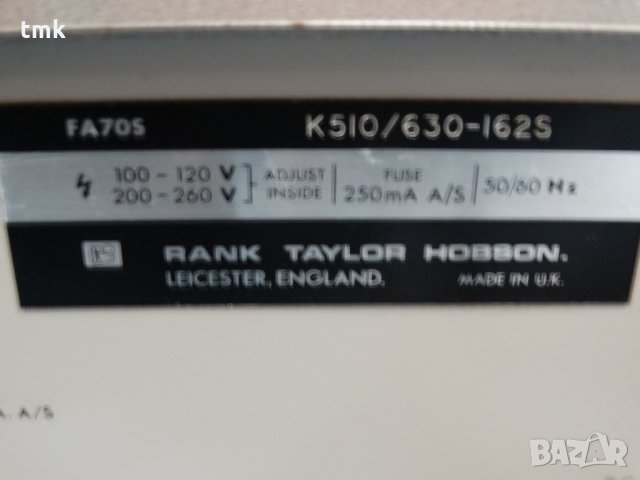 tmk
FA70S K510/630-162S
100 - 120 V ADJUST FUSE 50/60 Hz
200 - 260 V INSIDE 250mA A/S
RANK TAYLOR HOBSON.
LEICESTER, ENGLAND. MADE IN U.K.
A. A/S
BAZAR